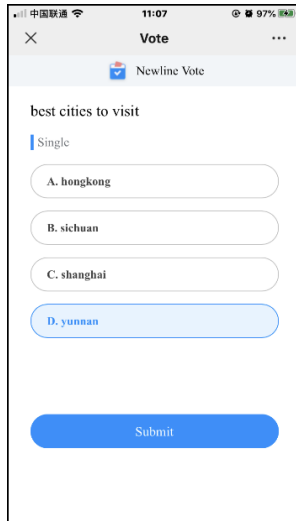 中国联通 11:07 97%
Vote
Newline Vote
best cities to visit
Single
A. hongkong
B. sichuan
C. shanghai
D. yunnan
Submit